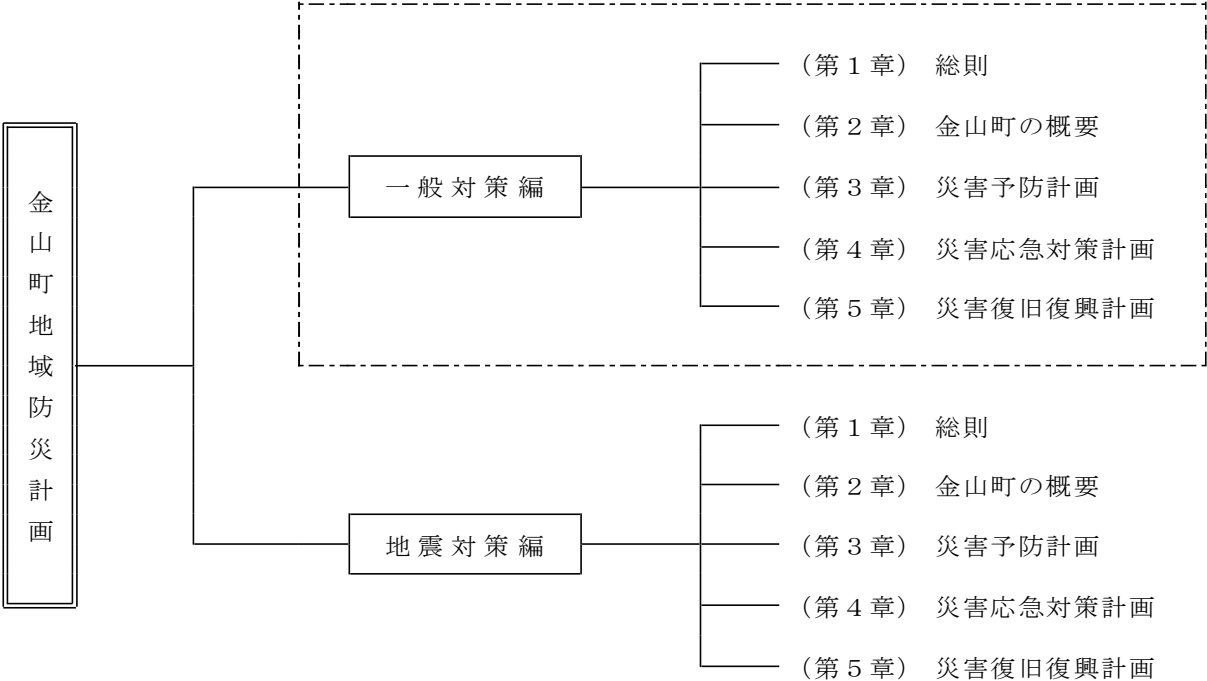 金山町地域防災計画
一般対策編
（第１章） 総則
（第２章） 金山町の概要
（第３章） 災害予防計画
（第４章） 災害応急対策計画
（第５章） 災害復旧復興計画
地震対策編
（第１章） 総則
（第２章） 金山町の概要
（第３章） 災害予防計画
（第４章） 災害応急対策計画
（第５章） 災害復旧復興計画